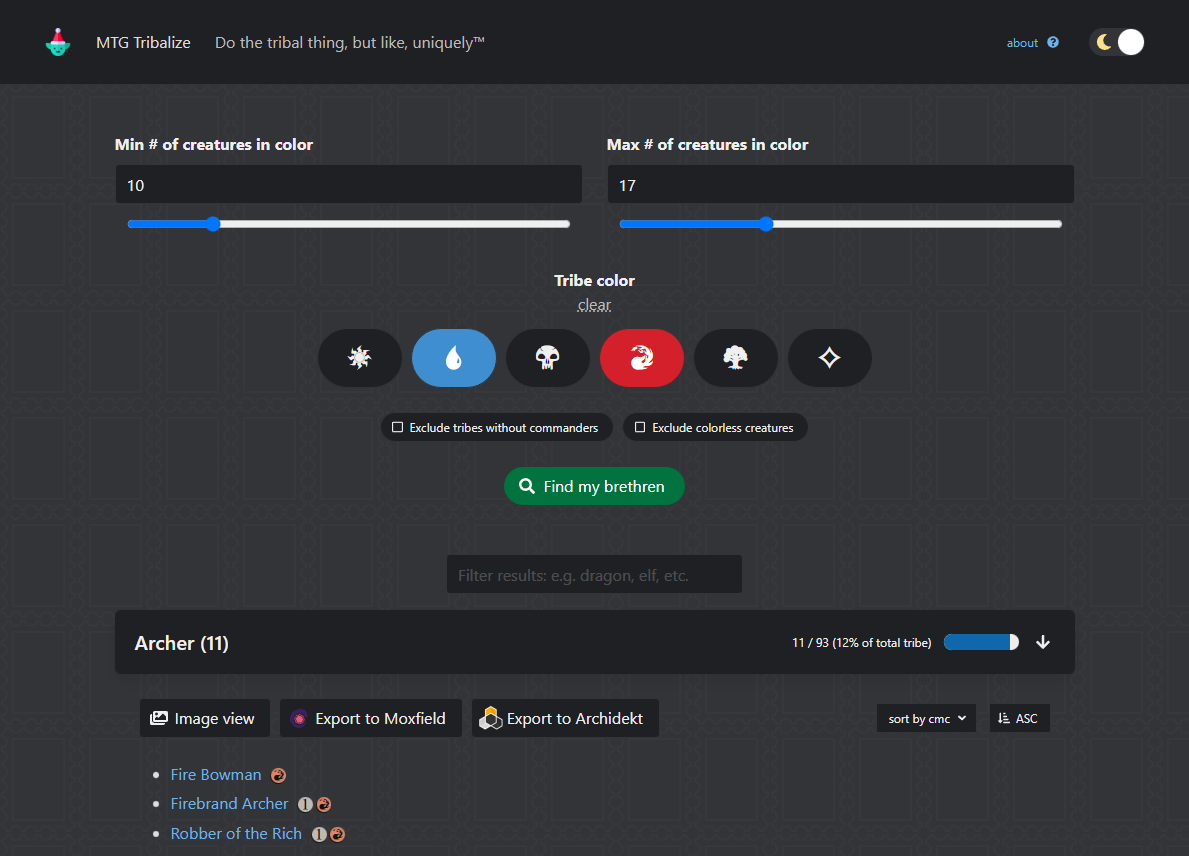 MTG Tribalize Do the tribal thing, but like, uniquely™ about
Min # of creatures in color Max # of creatures in color
10 17
Tribe color
clear
Exclude tribes without commanders Exclude colorless creatures
Find my brethren
Filter results: e.g. dragon, elf, etc.
Archer (11) 11 / 93 (12% of total tribe)
Image view Export to Moxfield Export to Archidekt sort by cmc ASC
Fire Bowman
Firebrand Archer 1
Robber of the Rich 1